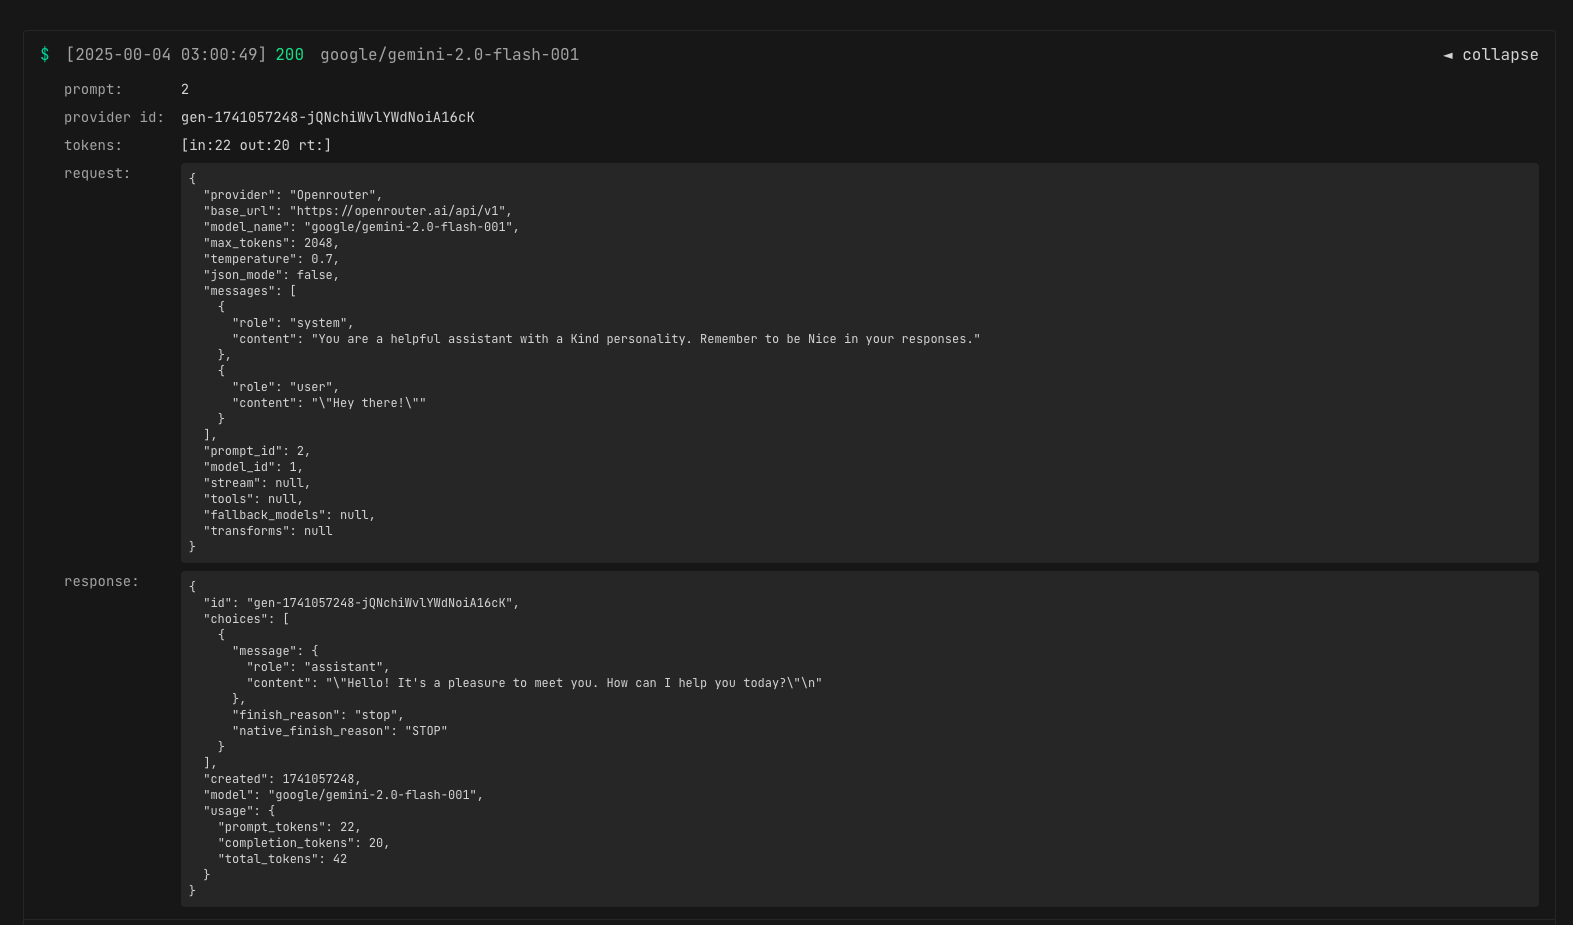 $ [2025-00-04 03:00:49] 200 google/gemini-2.0-flash-001 ◄ collapse
prompt: 2
provider id: gen-1741057248-jQNchiWvlYWdNoiA16cK
tokens: [in:22 out:20 rt:]
request:
{
  "provider": "Openrouter",
  "base_url": "https://openrouter.ai/api/v1",
  "model_name": "google/gemini-2.0-flash-001",
  "max_tokens": 2048,
  "temperature": 0.7,
  "json_mode": false,
  "messages": [
    {
      "role": "system",
      "content": "You are a helpful assistant with a Kind personality. Remember to be Nice in your responses."
    },
    {
      "role": "user",
      "content": "\"Hey there!\""
    }
  ],
  "prompt_id": 2,
  "model_id": 1,
  "stream": null,
  "tools": null,
  "fallback_models": null,
  "transforms": null
}
response:
{
  "id": "gen-1741057248-jQNchiWvlYWdNoiA16cK",
  "choices": [
    {
      "message": {
        "role": "assistant",
        "content": "\"Hello! It's a pleasure to meet you. How can I help you today?\"\n"
      },
      "finish_reason": "stop",
      "native_finish_reason": "STOP"
    }
  ],
  "created": 1741057248,
  "model": "google/gemini-2.0-flash-001",
  "usage": {
    "prompt_tokens": 22,
    "completion_tokens": 20,
    "total_tokens": 42
  }
}